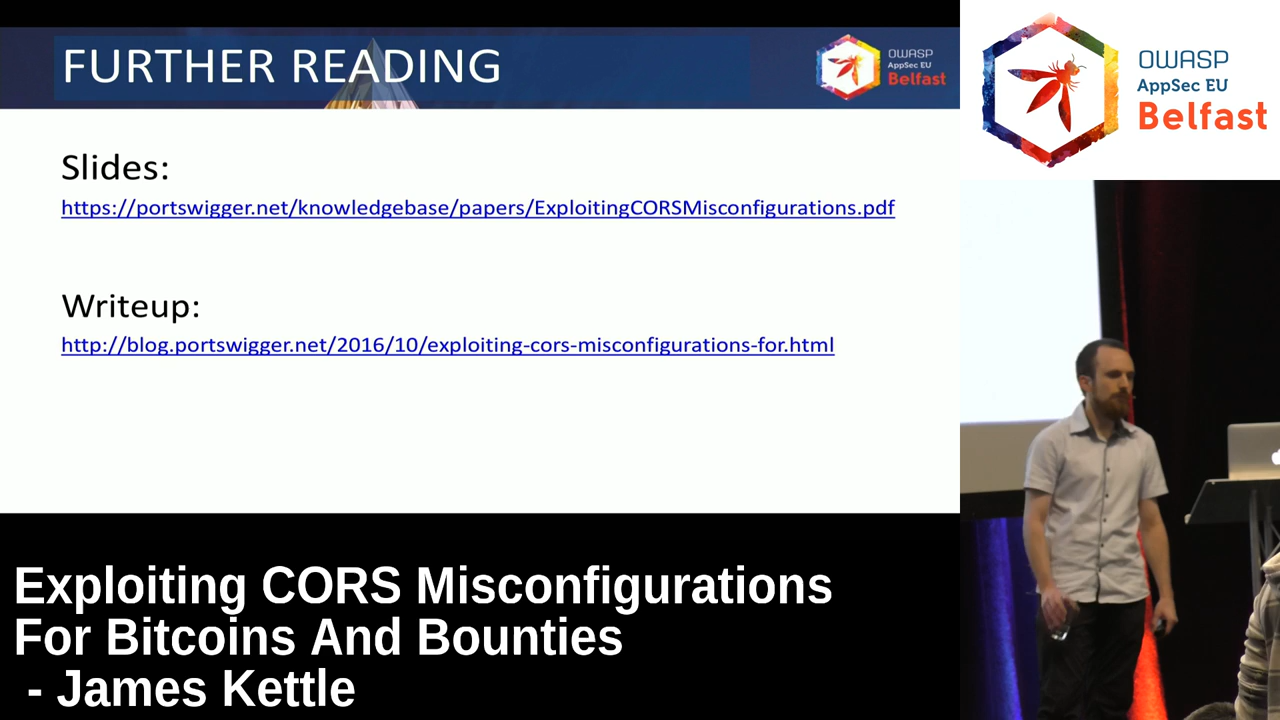 FURTHER READING
OWASP
AppSec EU
Belfast
Slides:
https://portswigger.net/knowledgebase/papers/ExploitingCORSMisconfigurations.pdf
Writeup:
http://blog.portswigger.net/2016/10/exploiting-cors-misconfigurations-for.html
OWASP
AppSec EU
Belfast
Exploiting CORS Misconfigurations
For Bitcoins And Bounties
- James Kettle